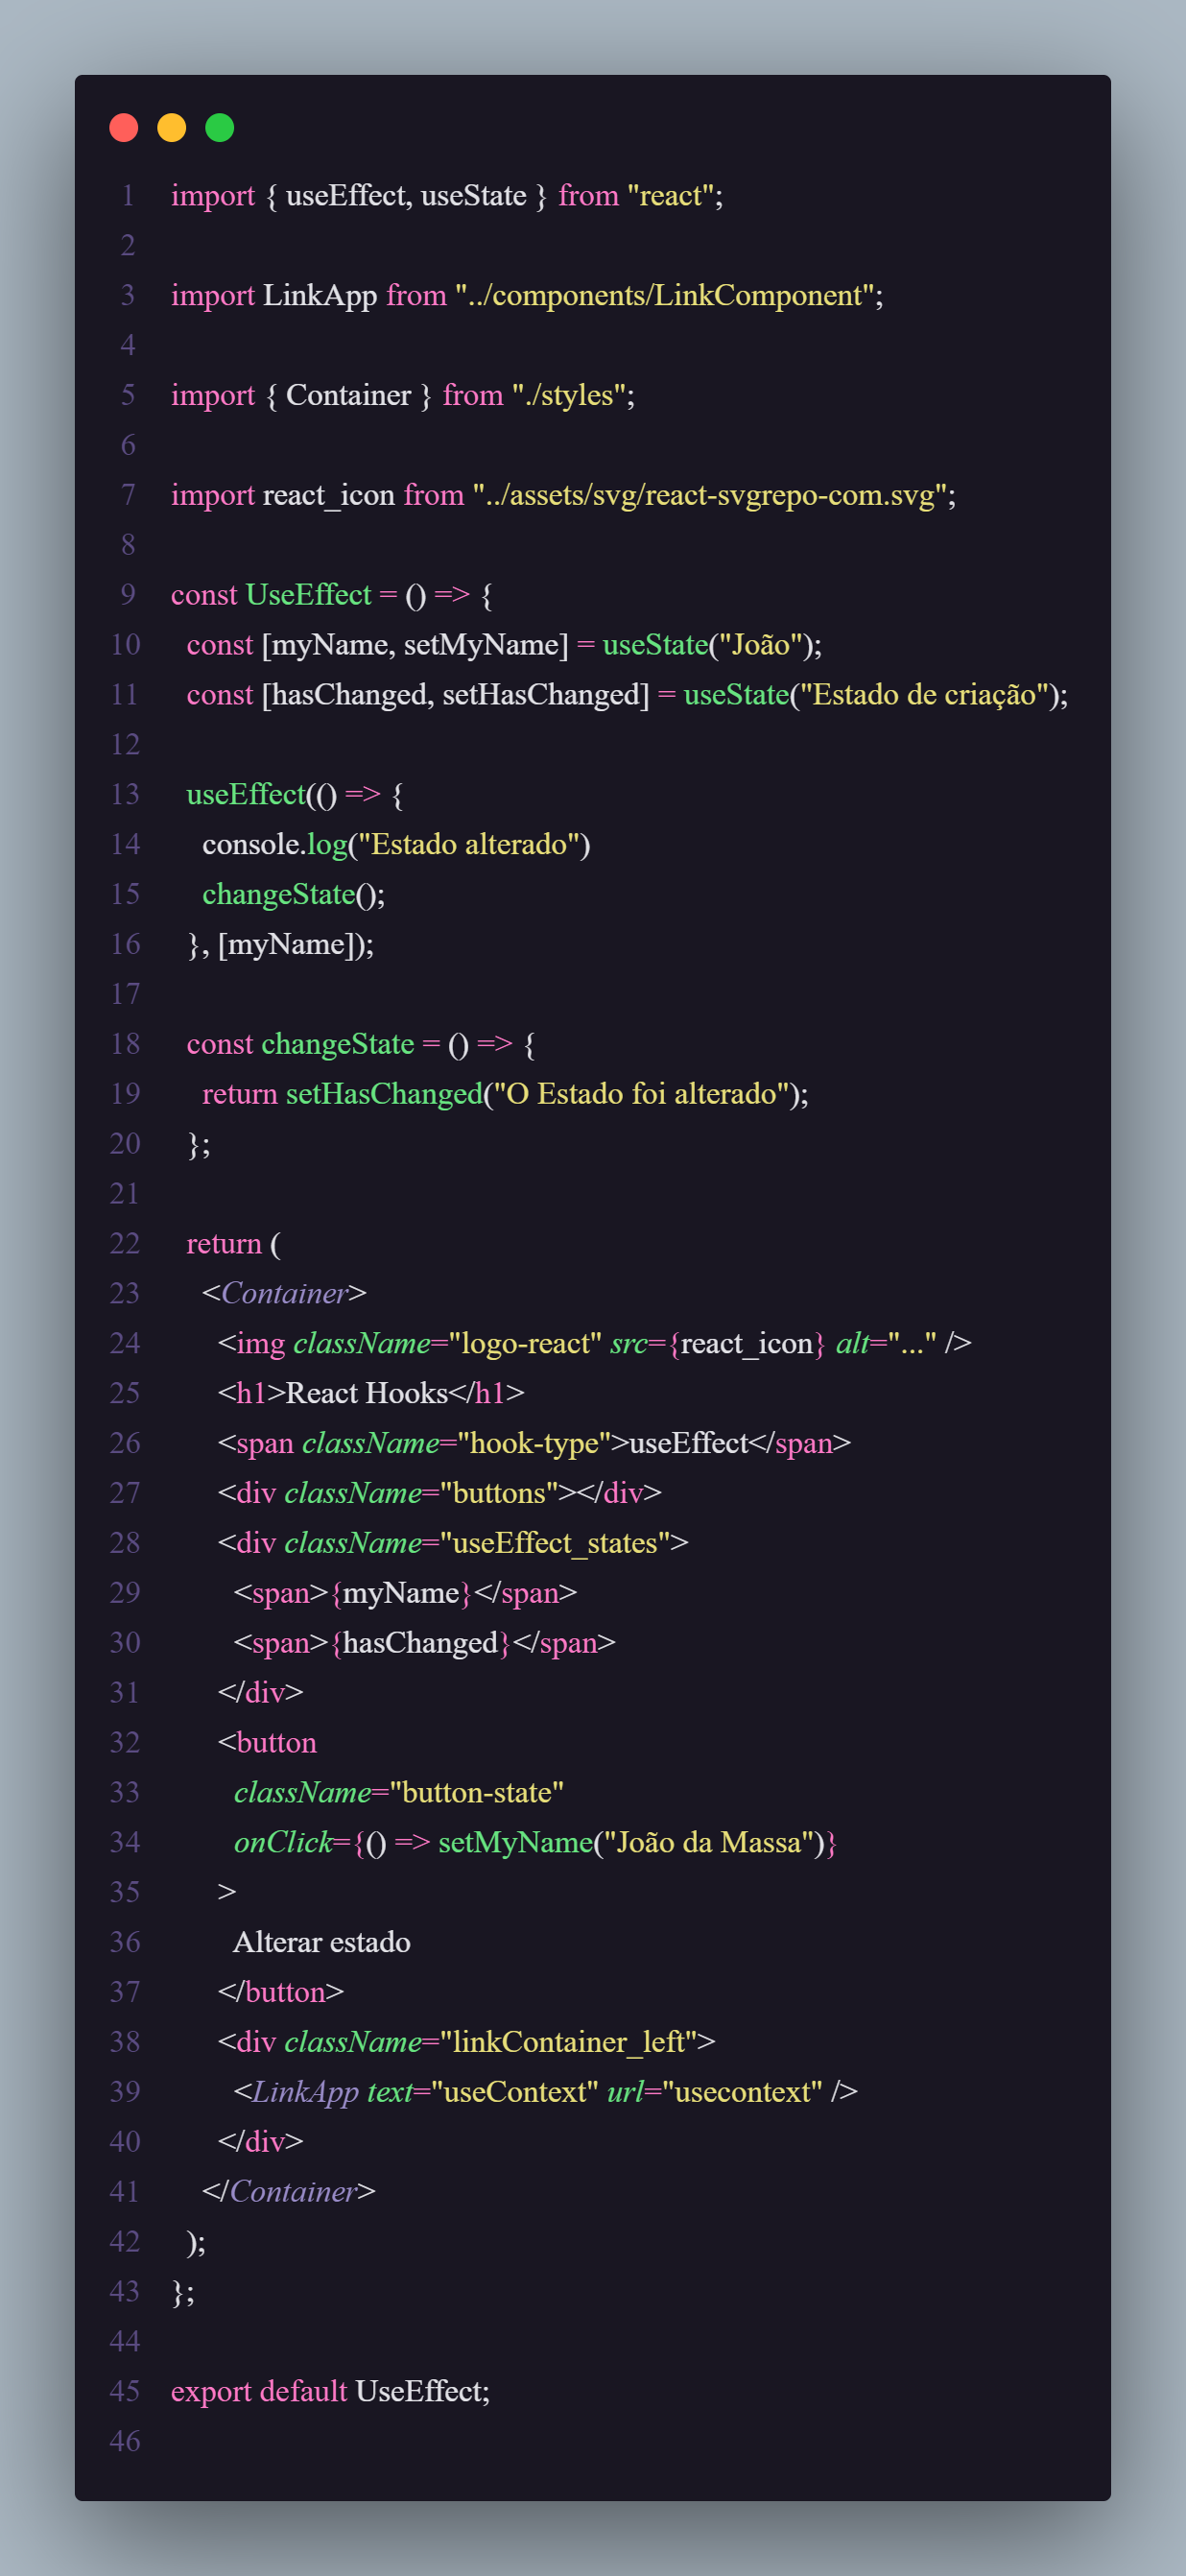 1 import { useEffect, useState } from "react";
2
3 import LinkApp from "../components/LinkComponent";
4
5 import { Container } from "./styles";
6
7 import react_icon from "../assets/svg/react-svgrepo-com.svg";
8
9 const UseEffect = () => {
10   const [myName, setMyName] = useState("João");
11   const [hasChanged, setHasChanged] = useState("Estado de criação");
12
13   useEffect(() => {
14     console.log("Estado alterado")
15     changeState();
16   }, [myName]);
17
18   const changeState = () => {
19     return setHasChanged("O Estado foi alterado");
20   };
21
22   return (
23     <Container>
24       <img className="logo-react" src={react_icon} alt="..." />
25       <h1>React Hooks</h1>
26       <span className="hook-type">useEffect</span>
27       <div className="buttons"></div>
28       <div className="useEffect_states">
29         <span>{myName}</span>
30         <span>{hasChanged}</span>
31       </div>
32       <button
33         className="button-state"
34         onClick={() => setMyName("João da Massa")}
35       >
36         Alterar estado
37       </button>
38       <div className="linkContainer_left">
39         <LinkApp text="useContext" url="usecontext" />
40       </div>
41     </Container>
42   );
43 };
44
45 export default UseEffect;
46